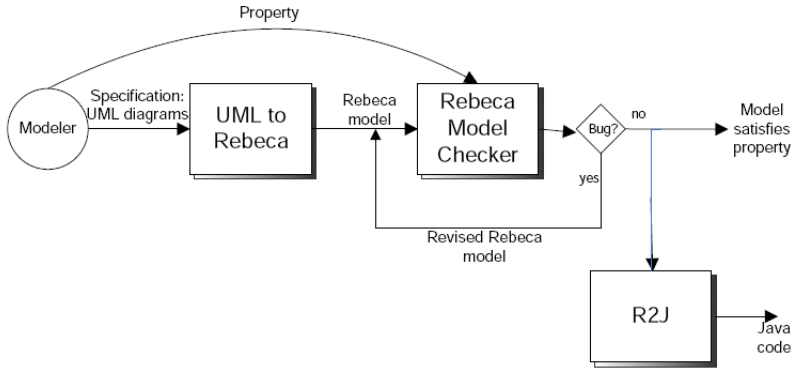 Property
Specification:
UML diagrams
Modeler
UML to
Rebeca
Rebeca
model
Rebeca
Model
Checker
Bug?
no
yes
Model
satisfies
property
Revised Rebeca
model
R2J
Java
code